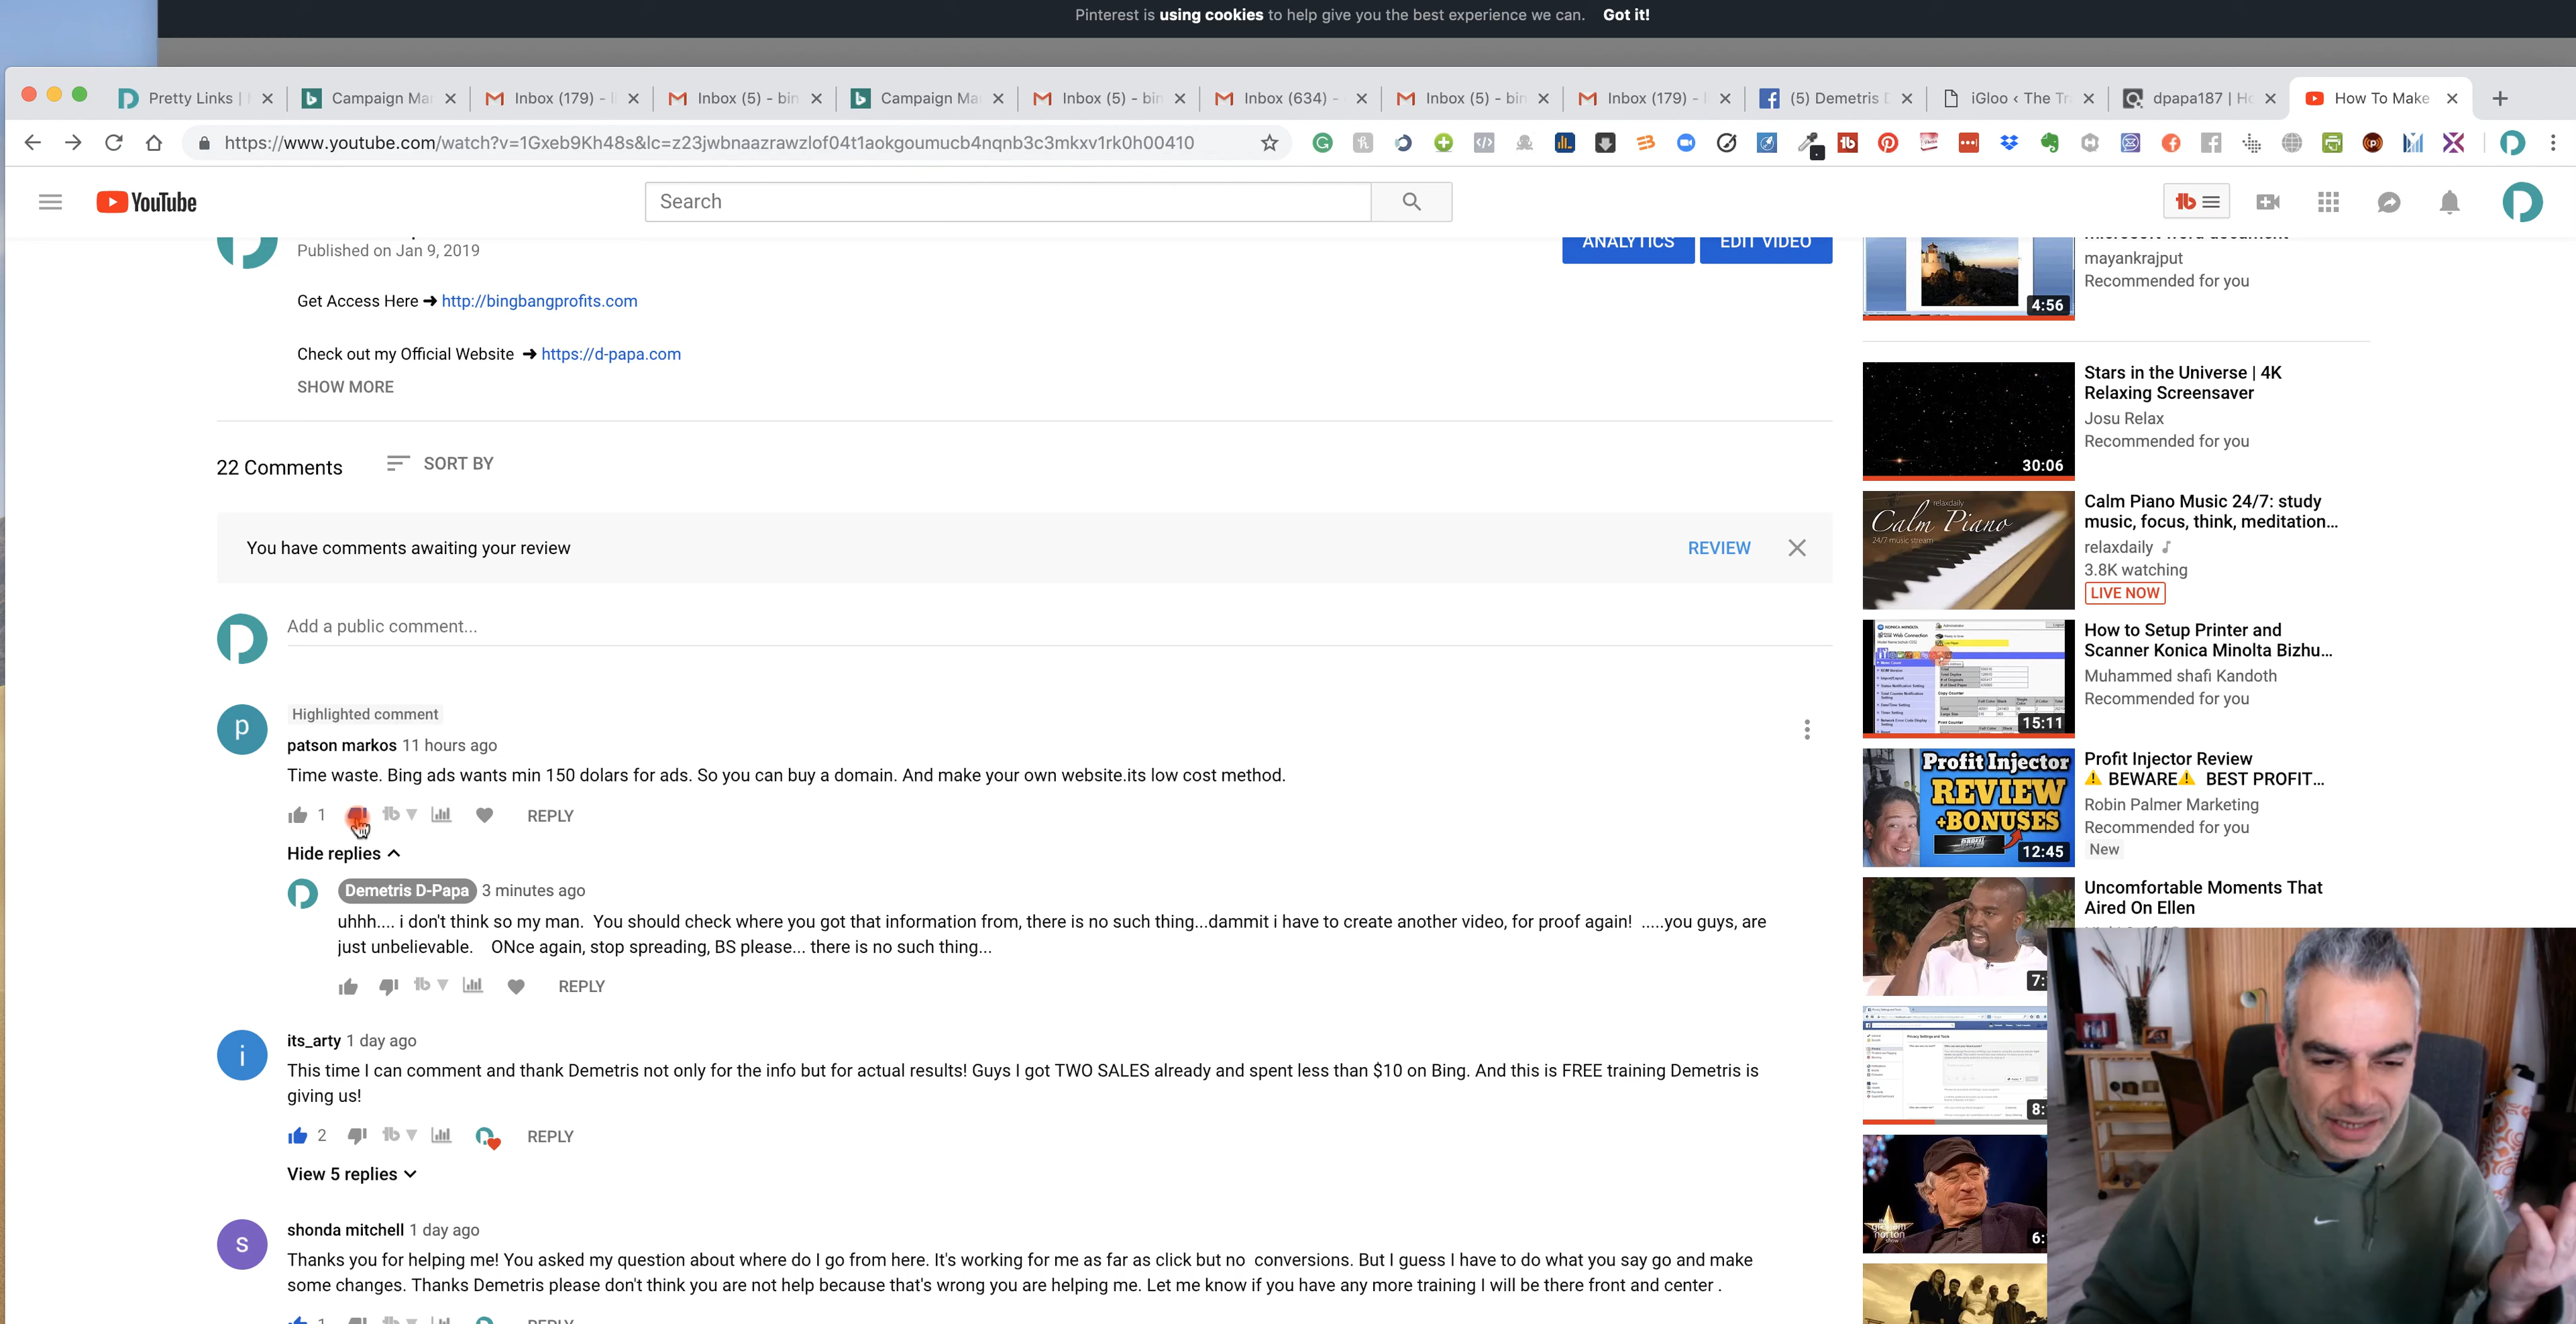 Pinterest is using cookies to help give you the best experience we can. Got it!
Pretty Links |
Campaign Ma
Inbox (179) -
Inbox (5) - bin
Campaign Ma
Inbox (5) - bin
Inbox (634) -
Inbox (5) - bin
Inbox (179) -
(5) Demetris D
iGloo ‹ The Tr
dpapa187 | Ho
How To Make
https://www.youtube.com/watch?v=1Gxeb9Kh48s&lc=z23jwbnaazrawzlof04t1aokgoumucb4nqnb3c3mkxv1rk0h00410
YouTube
Search
Published on Jan 9, 2019
ANALYTICS
EDIT VIDEO
Get Access Here ➜ http://bingbangprofits.com
Check out my Official Website ➜ https://d-papa.com
SHOW MORE
22 Comments
SORT BY
You have comments awaiting your review
REVIEW
Add a public comment...
Highlighted comment
patson markos 11 hours ago
Time waste. Bing ads wants min 150 dolars for ads. So you can buy a domain. And make your own website.its low cost method.
1
REPLY
Hide replies
Demetris D-Papa 3 minutes ago
uhhh.... i don't think so my man. You should check where you got that information from, there is no such thing...dammit i have to create another video, for proof again! .....you guys, are
just unbelievable. ONce again, stop spreading, BS please... there is no such thing...
REPLY
its_arty 1 day ago
This time I can comment and thank Demetris not only for the info but for actual results! Guys I got TWO SALES already and spent less than $10 on Bing. And this is FREE training Demetris is
giving us!
2
REPLY
View 5 replies
shonda mitchell 1 day ago
Thanks you for helping me! You asked my question about where do I go from here. It's working for me as far as click but no conversions. But I guess I have to do what you say go and make
some changes. Thanks Demetris please don't think you are not help because that's wrong you are helping me. Let me know if you have any more training I will be there front and center .
1
REPLY
microsoft word document
mayankrajput
Recommended for you
4:56
Stars in the Universe | 4K
Relaxing Screensaver
Josu Relax
Recommended for you
30:06
relaxdaily
Calm Piano
24/7 music stream
Calm Piano Music 24/7: study
music, focus, think, meditation...
relaxdaily
3.8K watching
LIVE NOW
How to Setup Printer and
Scanner Konica Minolta Bizhu...
Muhammed shafi Kandoth
Recommended for you
15:11
Profit Injector
REVIEW
+BONUSES
12:45
Profit Injector Review
⚠ BEWARE⚠ BEST PROFIT...
Robin Palmer Marketing
Recommended for you
New
Uncomfortable Moments That
Aired On Ellen
7:
8:
6: